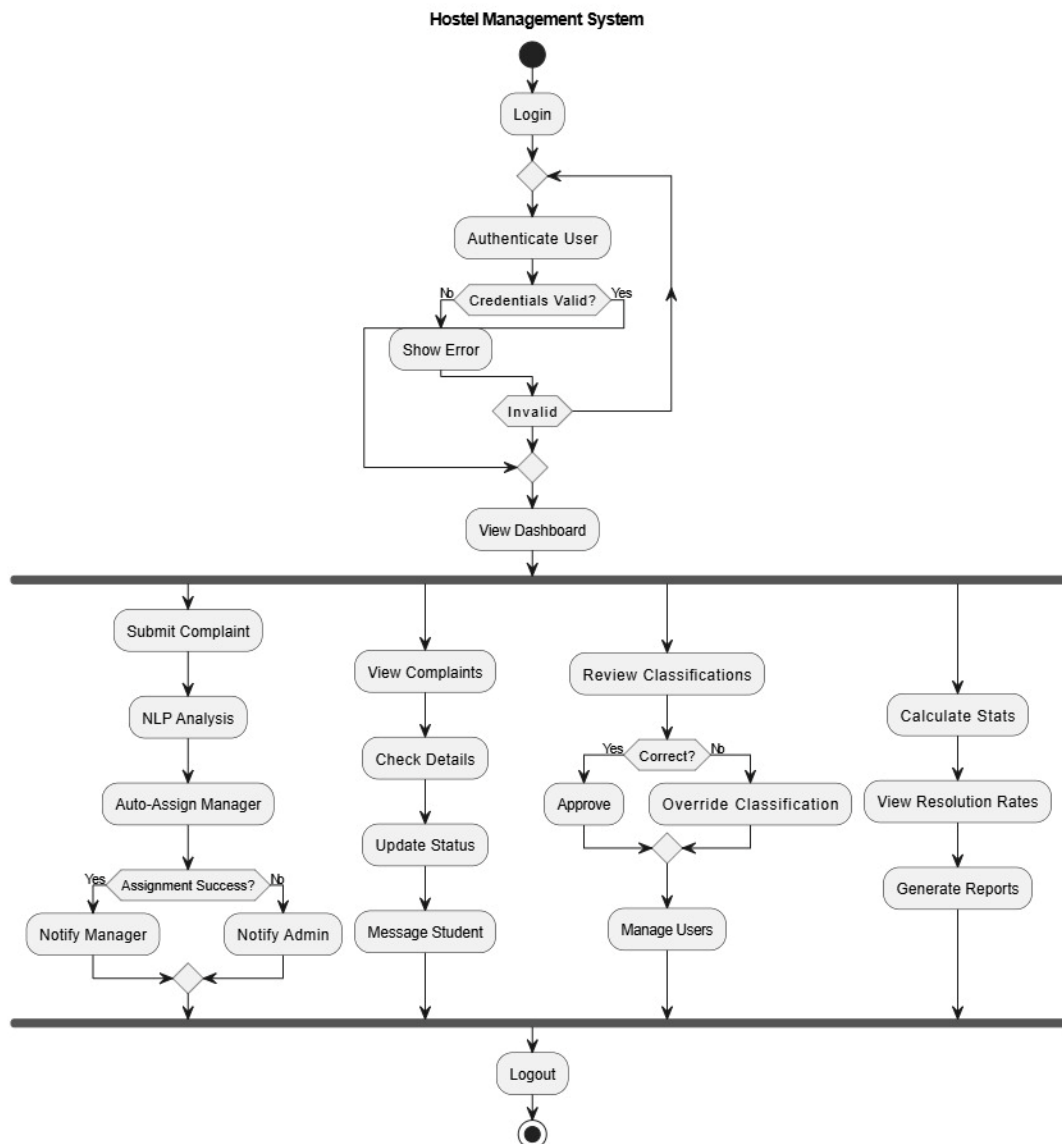 Hostel Management System
Login
Authenticate User
No
Credentials Valid?
Yes
Show Error
Invalid
View Dashboard
Submit Complaint
NLP Analysis
Auto-Assign Manager
Yes
Assignment Success?
No
Notify Manager
Notify Admin
View Complaints
Check Details
Update Status
Message Student
Review Classifications
Yes
Correct?
No
Approve
Override Classification
Manage Users
Calculate Stats
View Resolution Rates
Generate Reports
Logout